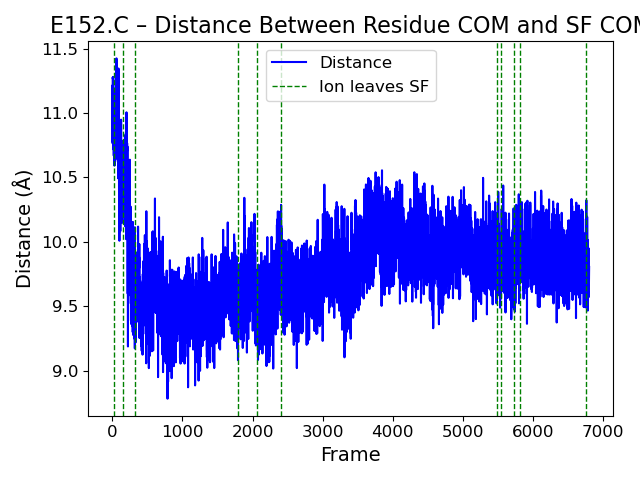 E152.C – Distance Between Residue COM and SF COM
Distance
Ion leaves SF
Distance (Å)
11.5
11.0
10.5
10.0
9.5
9.0
0 1000 2000 3000 4000 5000 6000 7000
Frame